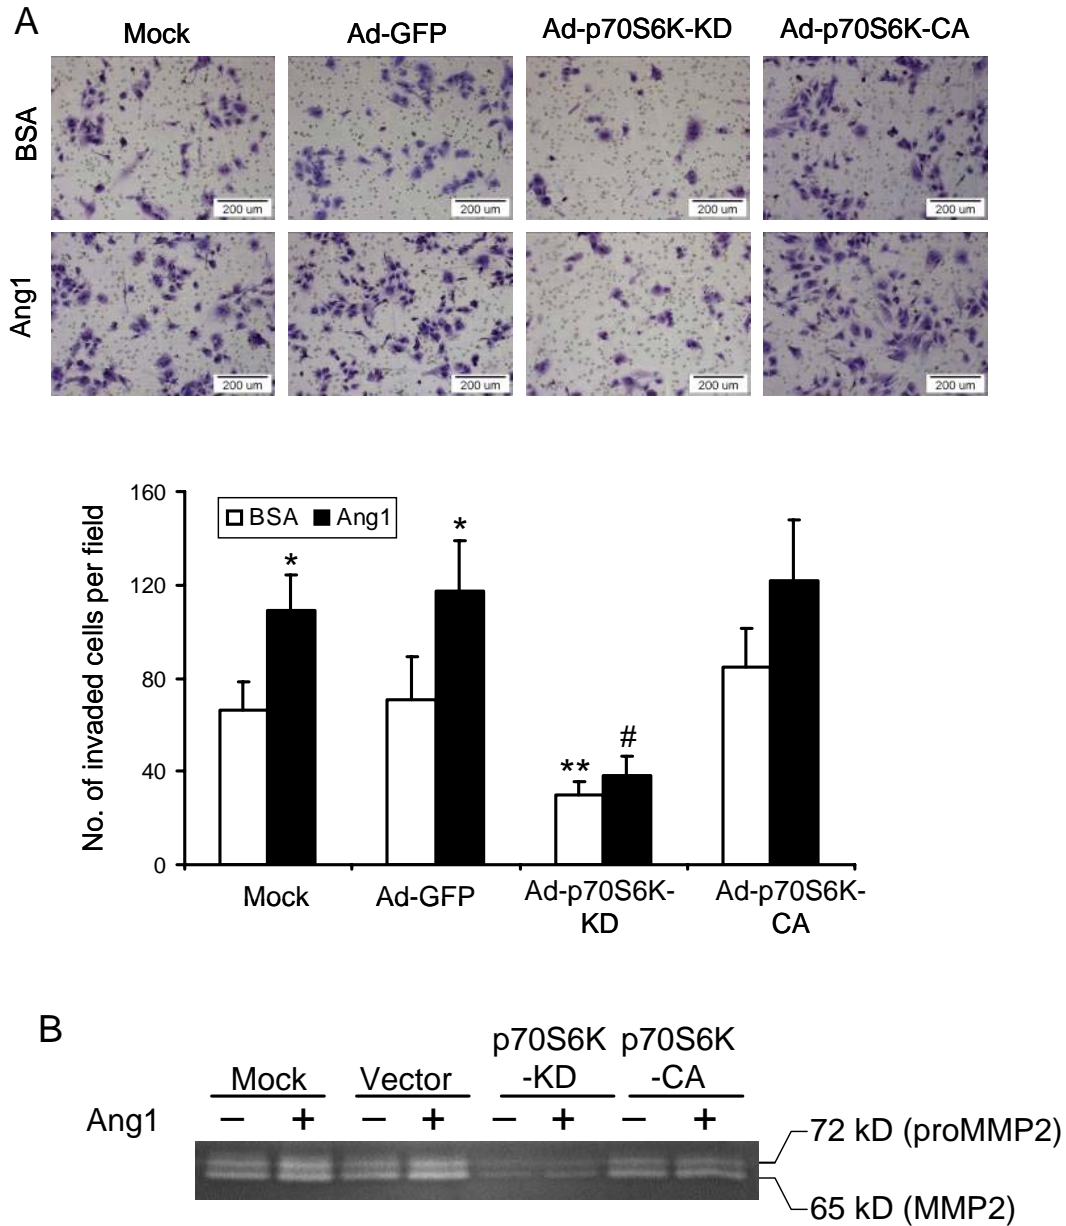 A
Mock Ad-GFP Ad-p70S6K-KD Ad-p70S6K-CA
BSA
200 um 200 um 200 um 200 um
Ang1
200 um 200 um 200 um 200 um
No. of invaded cells per field
160
120
80
40
0
BSA Ang1
*
*
**
#
Mock Ad-GFP Ad-p70S6K- Ad-p70S6K-
KD CA
B
p70S6K p70S6K
Mock Vector -KD -CA
Ang1 − + − + − + − +
72 kD (proMMP2)
65 kD (MMP2)